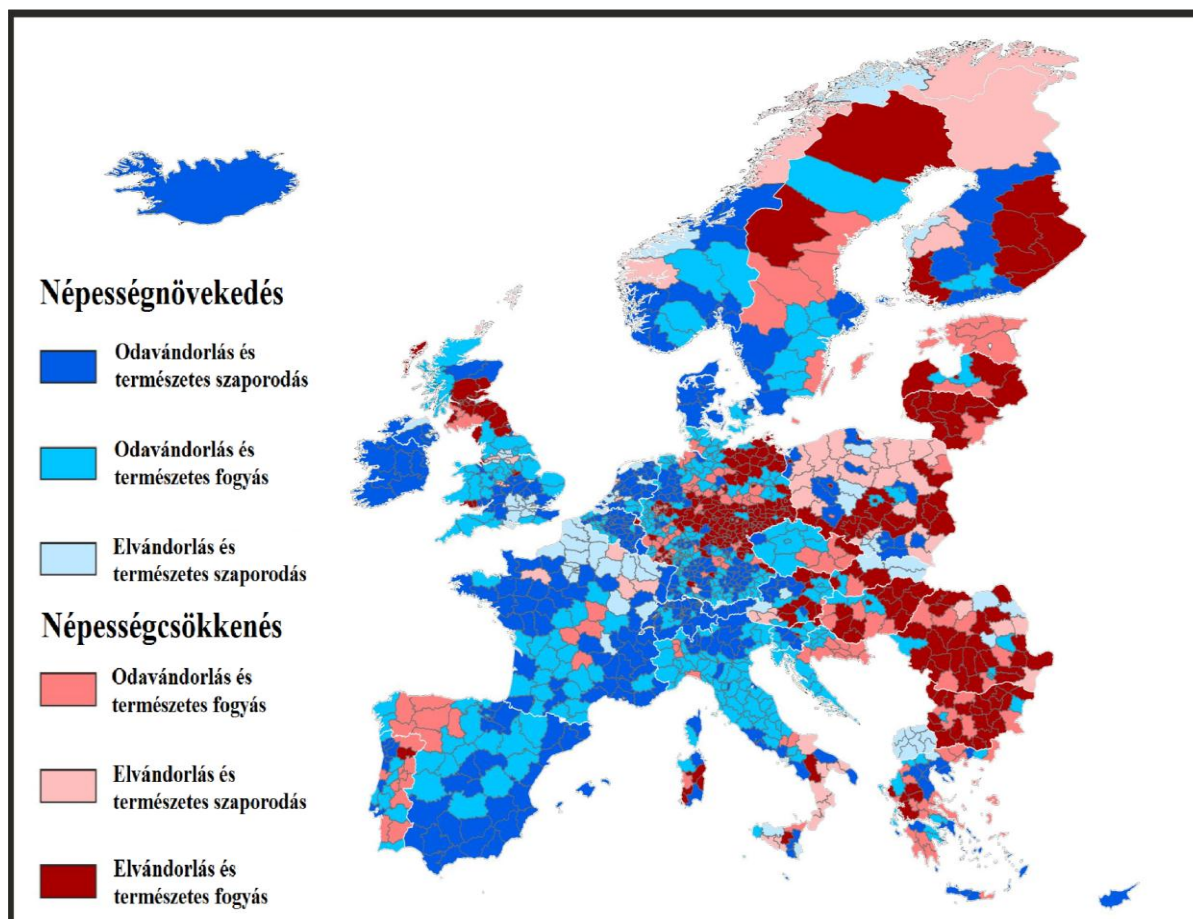 Népességnövekedés
Odavándorlás és
természetes szaporodás
Odavándorlás és
természetes fogyás
Elvándorlás és
természetes szaporodás
Népességcsökkenés
Odavándorlás és
természetes fogyás
Elvándorlás és
természetes szaporodás
Elvándorlás és
természetes fogyás